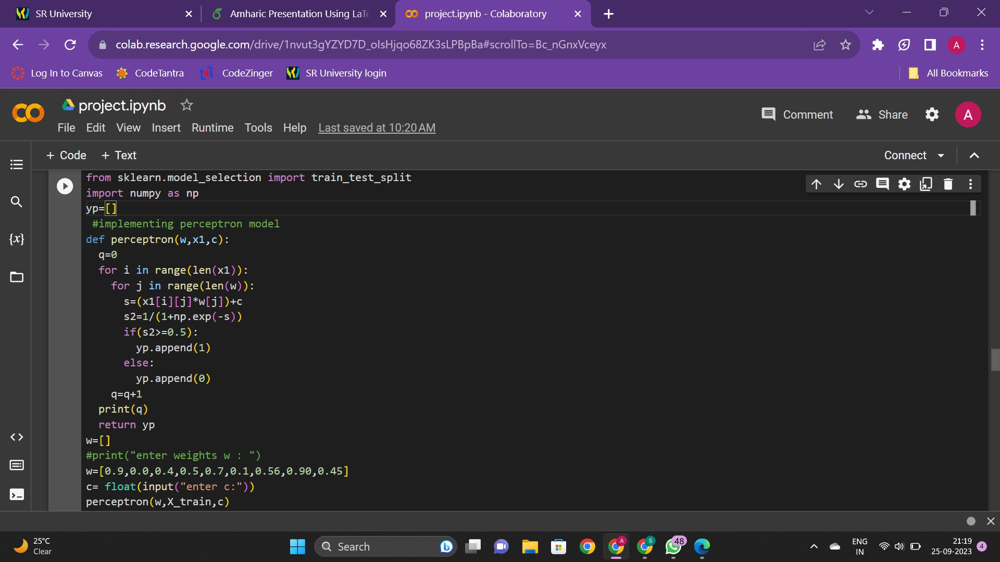 SR University
Amharic Presentation Using LaTe
project.ipynb - Colaboratory
colab.research.google.com/drive/1nvut3gYZYD7D_oIsHjqo68ZK3sLPBpBa#scrollTo=Bc_nGnxVceyx
A
Log In to Canvas
CodeTantra
CodeZinger
SR University login
All Bookmarks
project.ipynb
Comment
Share
A
File Edit View Insert Runtime Tools Help Last saved at 10:20 AM
+ Code + Text
Connect
from sklearn.model_selection import train_test_split
import numpy as np
yp=[]
#implementing perceptron model
def perceptron(w,x1,c):
q=0
for i in range(len(x1)):
for j in range(len(w)):
s=(x1[i][j]*w[j])+c
s2=1/(1+np.exp(-s))
if(s2>=0.5):
yp.append(1)
else:
yp.append(0)
q=q+1
print(q)
return yp
w=[]
#print("enter weights w : ")
w=[0.9,0.0,0.4,0.5,0.7,0.1,0.56,0.90,0.45]
c= float(input("enter c:"))
perceptron(w,X_train,c)
{x}
25°C
Clear
Search
A
S
48
ENG
IN
21:19
25-09-2023
4